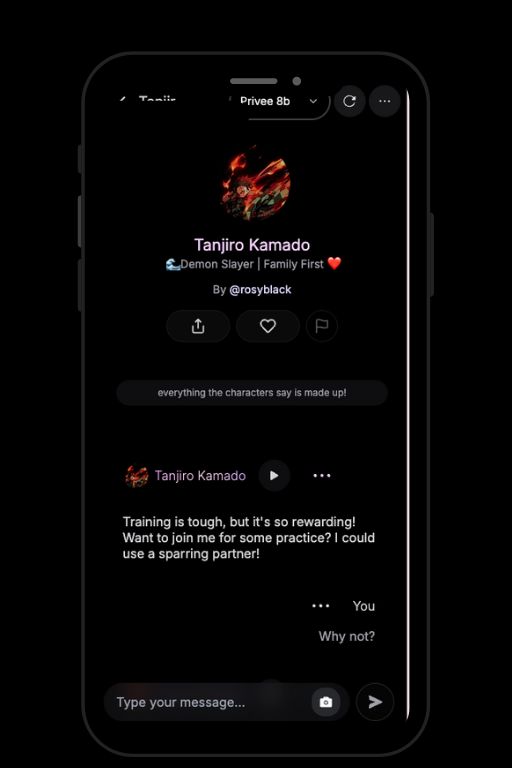 Privee 8b
Tanjiro Kamado
🌊Demon Slayer | Family First ❤️
By @rosyblack
everything the characters say is made up!
Tanjiro Kamado
Training is tough, but it's so rewarding!
Want to join me for some practice? I could
use a sparring partner!
You
Why not?
Type your message...